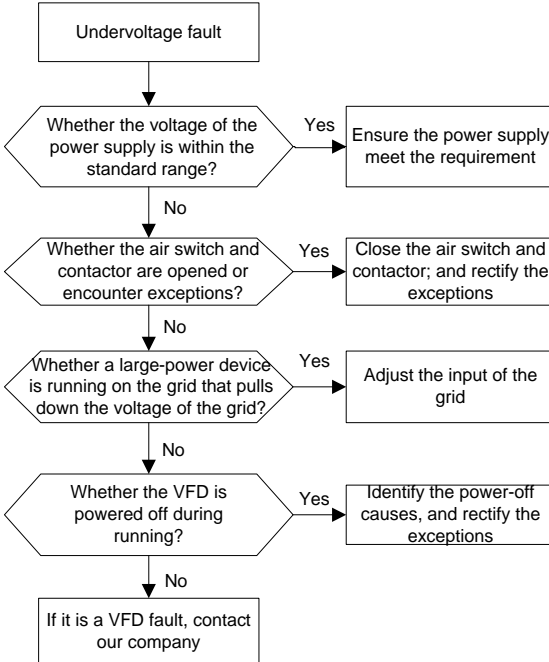 Undervoltage fault
Whether the voltage of the
power supply is within the
standard range?
Yes
Ensure the power supply
meet the requirement
No
Whether the air switch and
contactor are opened or
encounter exceptions?
Yes
Close the air switch and
contactor; and rectify the
exceptions
No
Whether a large-power device
is running on the grid that pulls
down the voltage of the grid?
Yes
Adjust the input of the
grid
No
Whether the VFD is
powered off during
running?
Yes
Identify the power-off
causes, and rectify the
exceptions
No
If it is a VFD fault, contact
our company